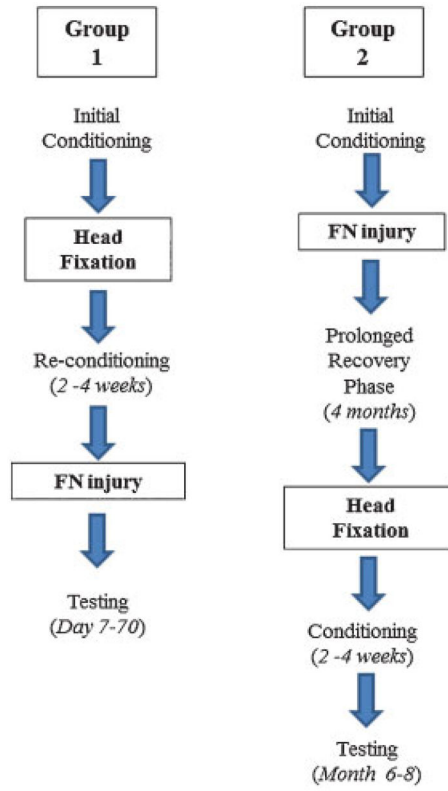 Group
1
Initial
Conditioning
Head
Fixation
Re-conditioning
(2 -4 weeks)
FN injury
Testing
(Day 7-70)
Group
2
Initial
Conditioning
FN injury
Prolonged
Recovery
Phase
(4 months)
Head
Fixation
Conditioning
(2 -4 weeks)
Testing
(Month 6-8)